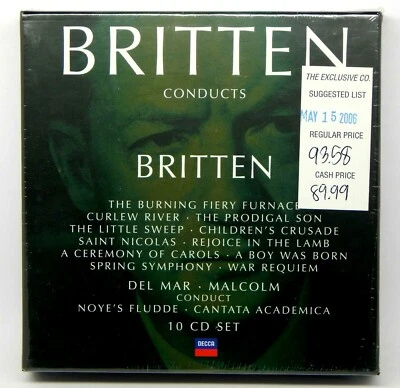 BRITTEN
CONDUCTS
BRITTEN
THE BURNING FIERY FURNACE
CURLEW RIVER · THE PRODIGAL SON
THE LITTLE SWEEP · CHILDREN'S CRUSADE
SAINT NICOLAS · REJOICE IN THE LAMB
A CEREMONY OF CAROLS · A BOY WAS BORN
SPRING SYMPHONY · WAR REQUIEM
DEL MAR · MALCOLM
CONDUCT
NOYE'S FLUDDE · CANTATA ACADEMICA
10 CD SET
DECCA
THE EXCLUSIVE CO.
SUGGESTED LIST
MAY 15 2006
REGULAR PRICE
93.58
CASH PRICE
89.99